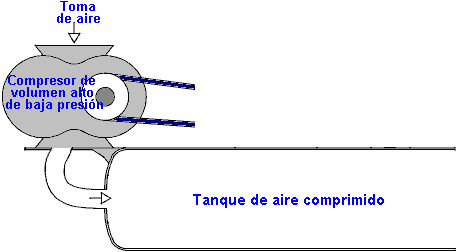 Toma
de aire
Compresor de
volumen alto
de baja presión
Tanque de aire comprimido